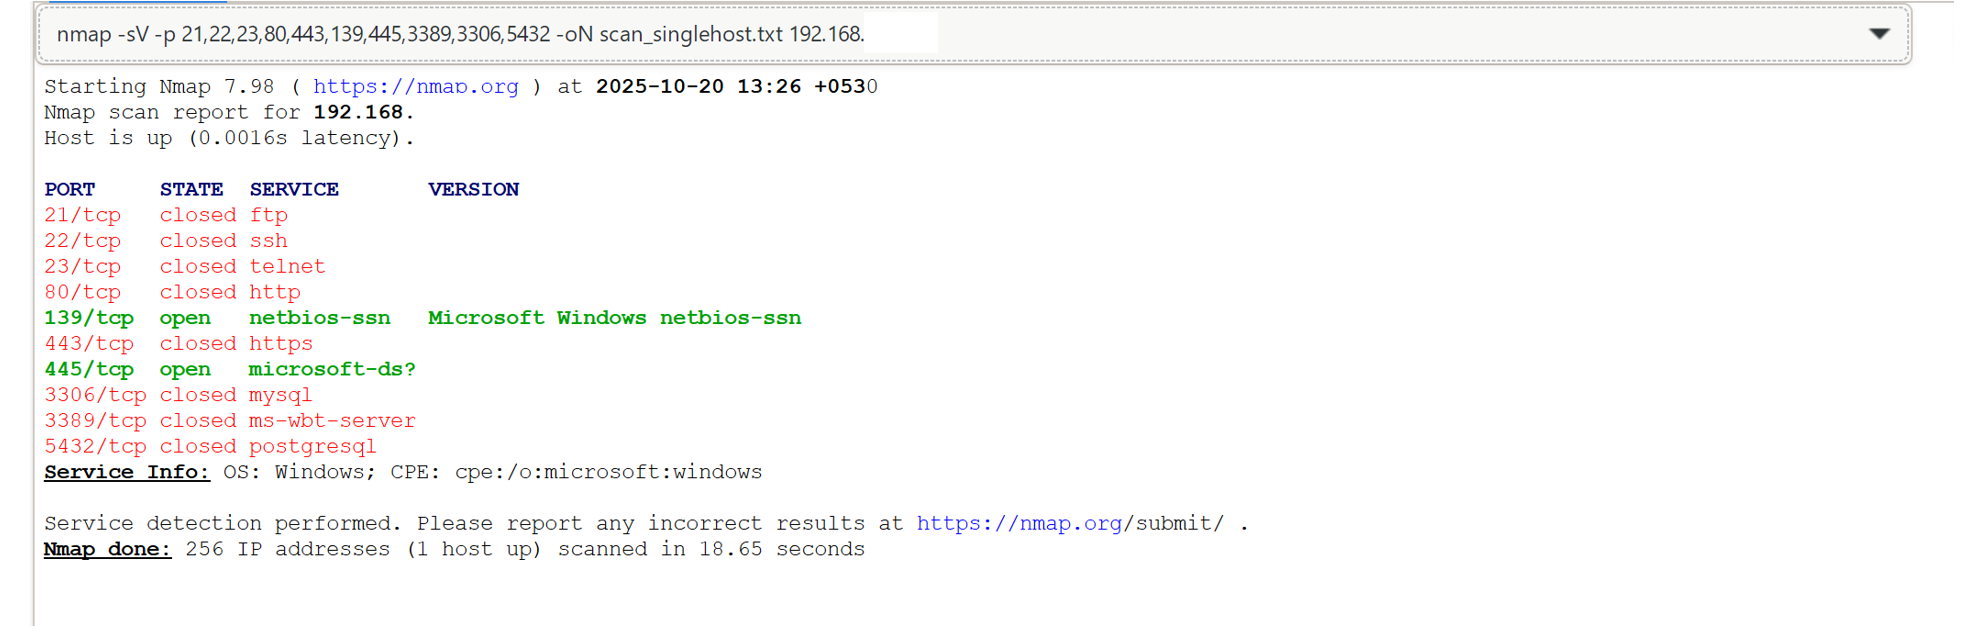 nmap -sV -p 21,22,23,80,443,139,445,3389,3306,5432 -oN scan_singlehost.txt 192.168.
Starting Nmap 7.98 ( https://nmap.org ) at 2025-10-20 13:26 +0530
Nmap scan report for 192.168.
Host is up (0.0016s latency).
PORT     STATE  SERVICE       VERSION
21/tcp   closed ftp
22/tcp   closed ssh
23/tcp   closed telnet
80/tcp   closed http
139/tcp  open   netbios-ssn   Microsoft Windows netbios-ssn
443/tcp  closed https
445/tcp  open   microsoft-ds?
3306/tcp closed mysql
3389/tcp closed ms-wbt-server
5432/tcp closed postgresql
Service Info: OS: Windows; CPE: cpe:/o:microsoft:windows
Service detection performed. Please report any incorrect results at https://nmap.org/submit/ .
Nmap done: 256 IP addresses (1 host up) scanned in 18.65 seconds